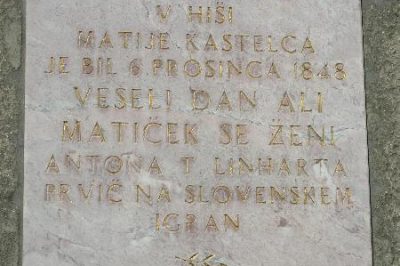 V HIŠI
MATIJE KASTELCA
JE BIL 6 PROSINCA 1848
VESELI DAN ALI
MATIČEK SE ŽENI
ANTONA T LINHARTA
PRVIČ NA SLOVENSKEM
IGRAN